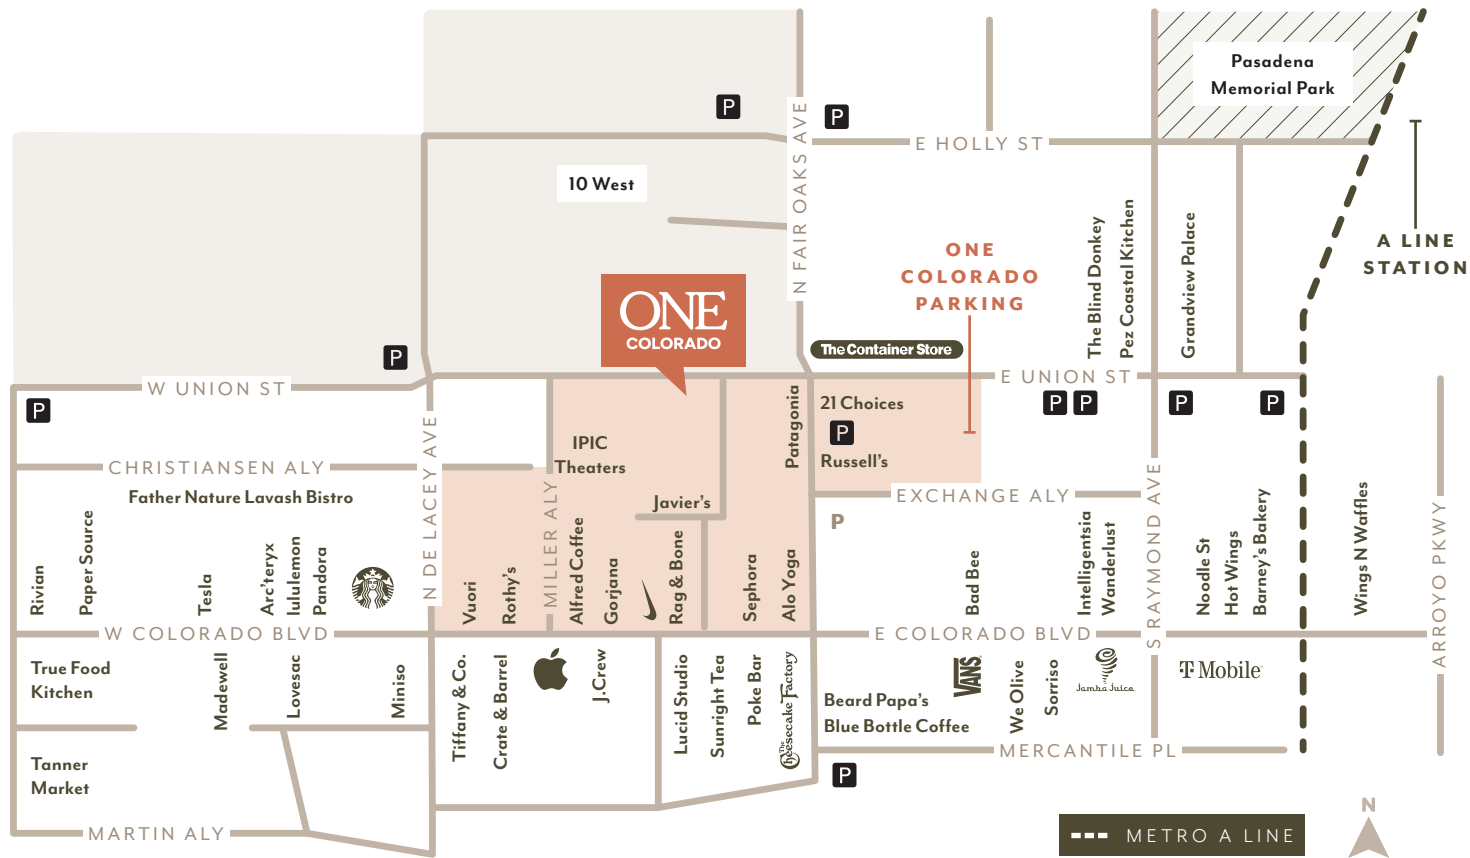 Pasadena
Memorial Park
P
P
N FAIR OAKS AVE
E HOLLY ST
10 West
A LINE
STATION
ONE
COLORADO
PARKING
The Blind Donkey
Pez Coastal Kitchen
Grandview Palace
ONE
COLORADO
The Container Store
P
W UNION ST
E UNION ST
P
21 Choices
P
Russell's
P
P
P
P
Patagonia
IPIC
Theaters
CHRISTIANSEN ALY
N DE LACEY AVE
Father Nature Lavash Bistro
MILLER ALY
Javier's
EXCHANGE ALY
P
S RAYMOND AVE
ARROYO PKWY
Rivian
Paper Source
Tesla
Arc'teryx
lululemon
Pandora
Vuori
Rothy's
Alfred Coffee
Gorjana
Rag & Bone
Sephora
Alo Yoga
Bad Bee
Intelligentsia
Wanderlust
Noodle St
Hot Wings
Barney's Bakery
Wings N Waffles
W COLORADO BLVD
E COLORADO BLVD
True Food
Kitchen
Madewell
Lovesac
Miniso
Tiffany & Co.
Crate & Barrel
J.Crew
Lucid Studio
Sunright Tea
Poke Bar
The Cheesecake Factory
Beard Papa's
Blue Bottle Coffee
VANS
We Olive
Sorriso
Jamba Juice
T Mobile
MERCANTILE PL
Tanner
Market
P
MARTIN ALY
METRO A LINE
N